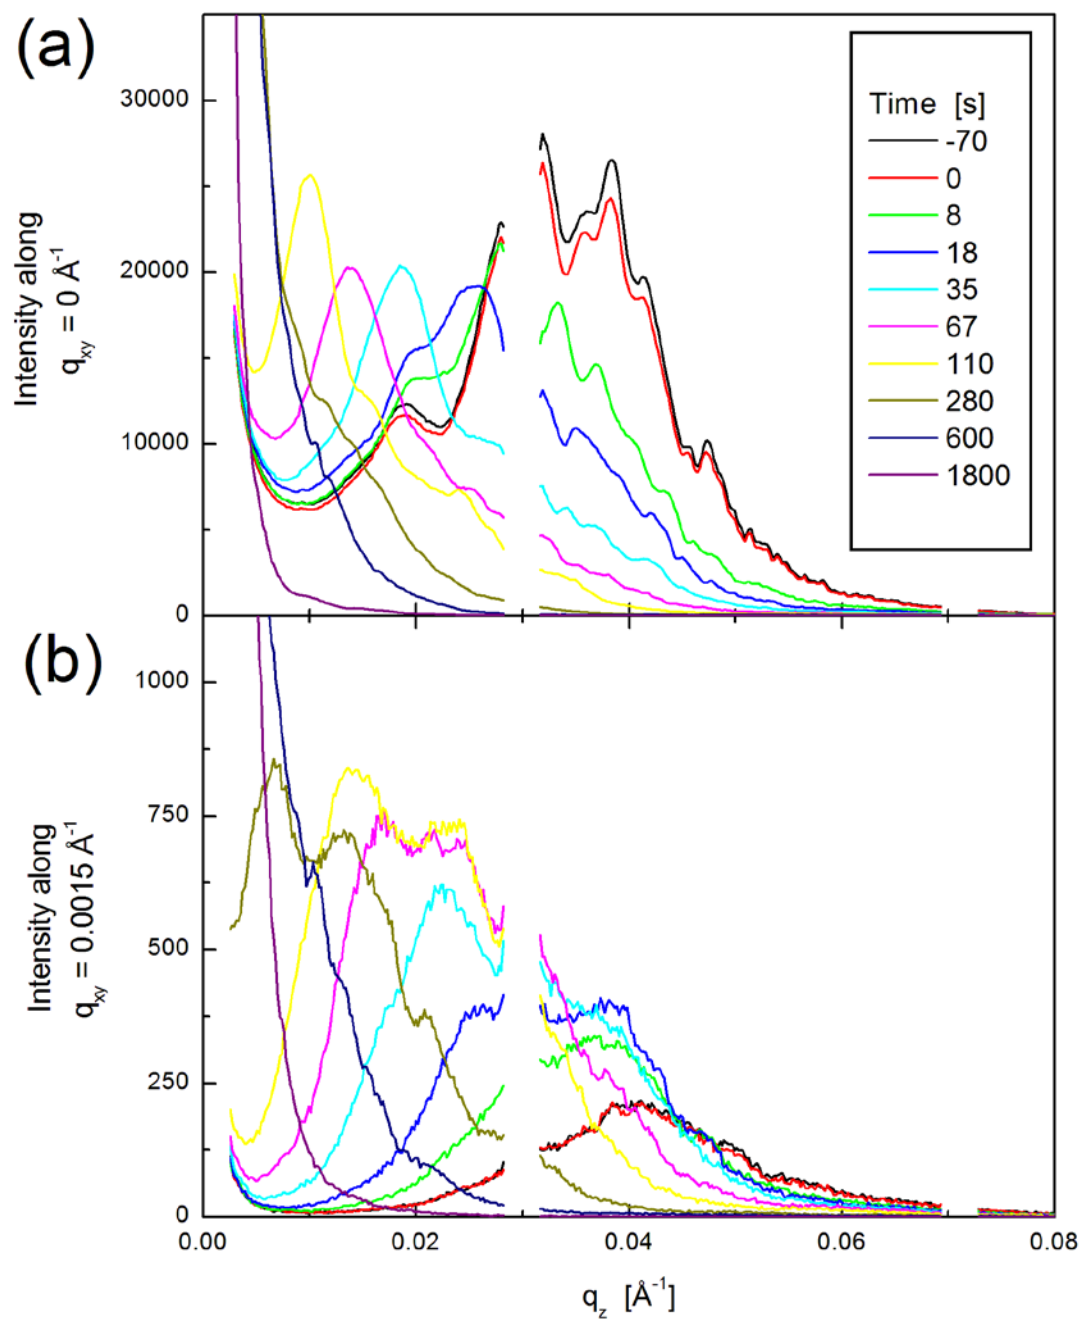 (a)
Intensity along
q_xy = 0 Å⁻¹
30000
20000
10000
0
Time [s]
-70
0
8
18
35
67
110
280
600
1800
(b)
Intensity along
q_xy = 0.0015 Å⁻¹
1000
750
500
250
0
0.00 0.02 0.04 0.06 0.08
q_z [Å⁻¹]